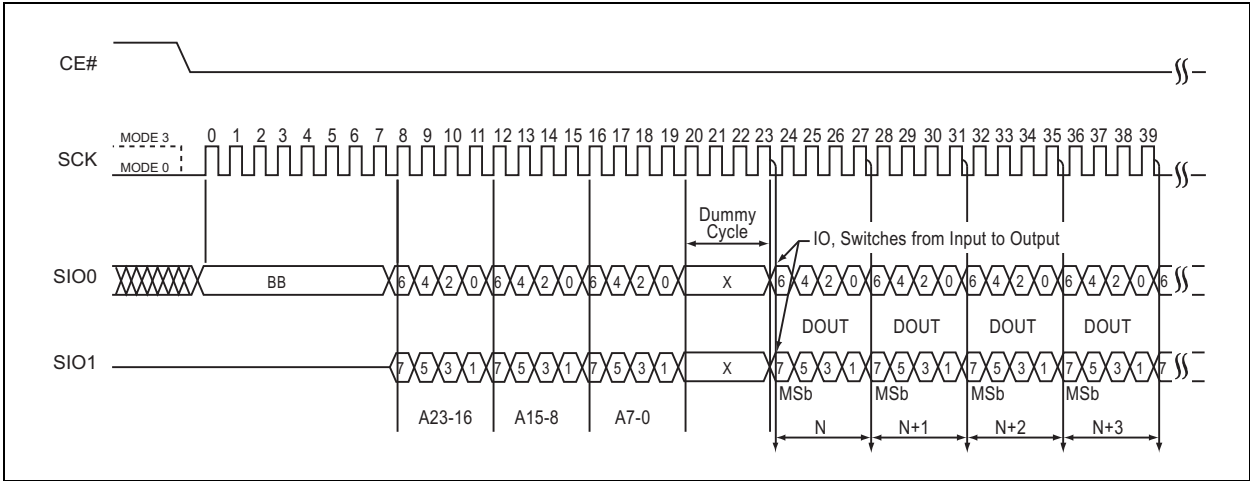 CE#
MODE 3
0 1 2 3 4 5 6 7 8 9 10 11 12 13 14 15 16 17 18 19 20 21 22 23 24 25 26 27 28 29 30 31 32 33 34 35 36 37 38 39
SCK
MODE 0
Dummy
Cycle
IO, Switches from Input to Output
SIO0 BB 6 4 2 0 6 4 2 0 6 4 2 0 X 6 4 2 0 6 4 2 0 6 4 2 0 6 4 2 0 6
DOUT DOUT DOUT DOUT
SIO1 7 5 3 1 7 5 3 1 7 5 3 1 X 7 5 3 1 7 5 3 1 7 5 3 1 7 5 3 1 7
MSb MSb MSb MSb
A23-16 A15-8 A7-0
N N+1 N+2 N+3